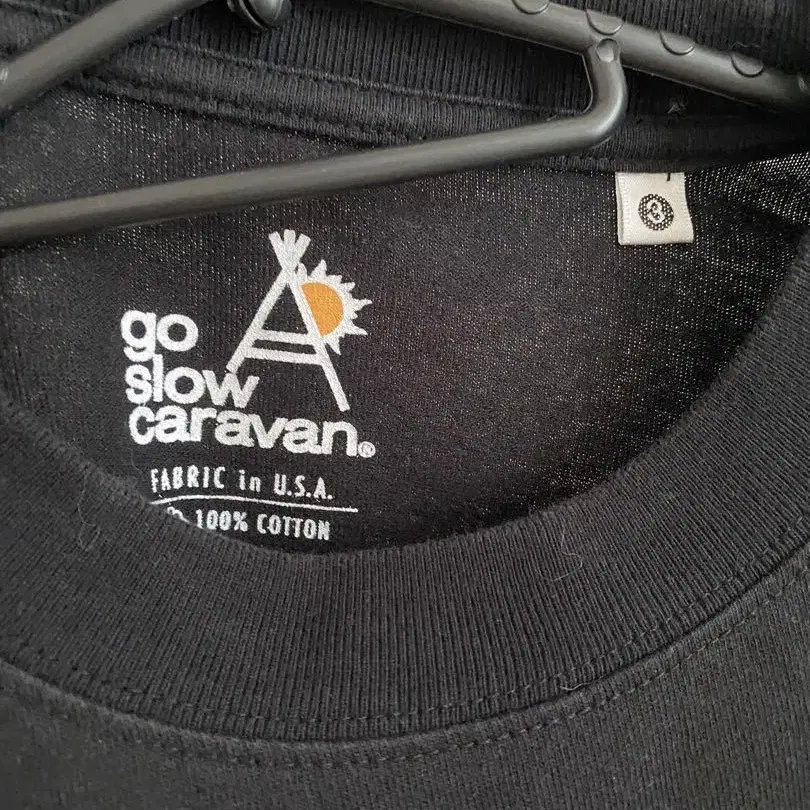 go
slow
caravan®
FABRIC in U.S.A.
100% COTTON